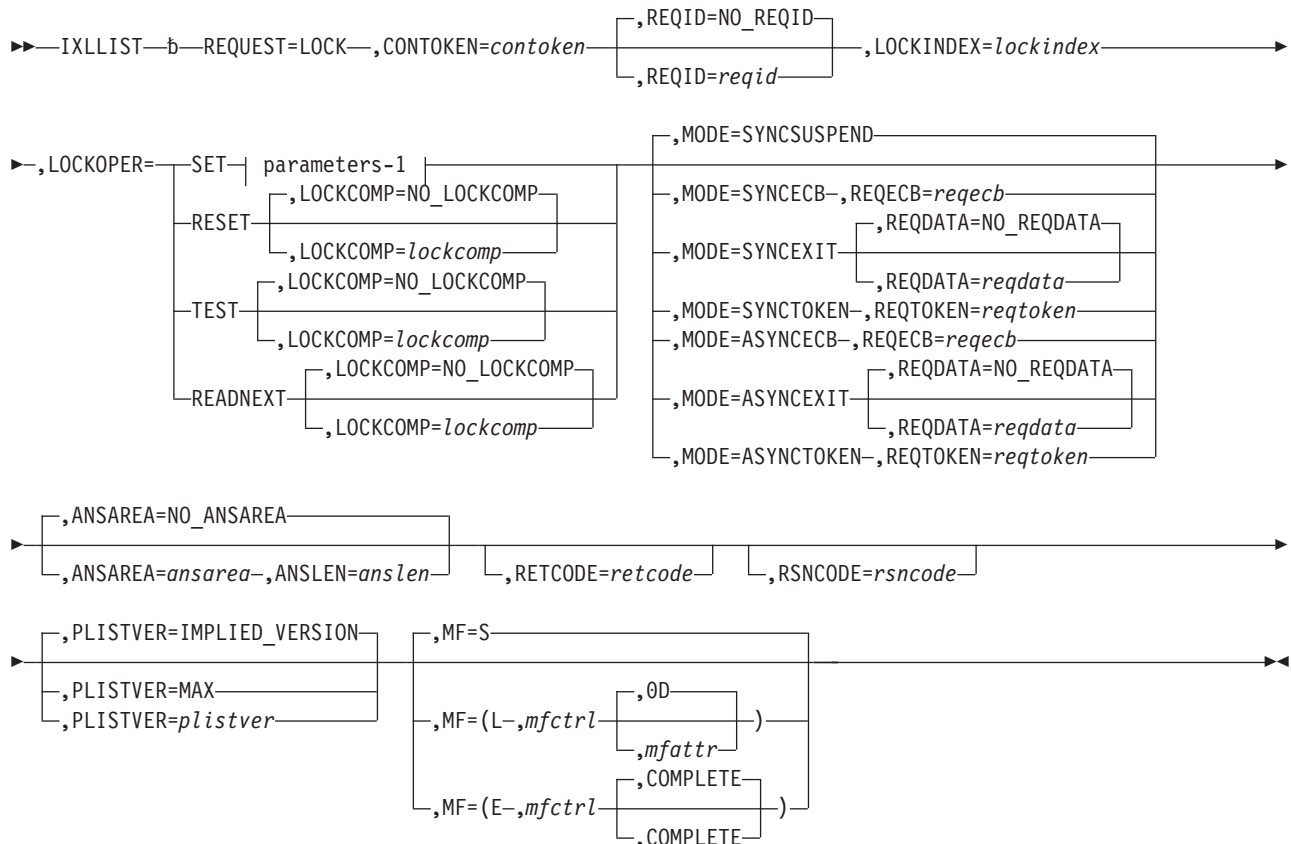 ,REQID=NO_REQID
IXLLIST ƀ REQUEST=LOCK ,CONTOKEN=contoken ,LOCKINDEX=lockindex
,REQID=reqid
,LOCKOPER= SET parameters-1
,LOCKCOMP=NO_LOCKCOMP
RESET
,LOCKCOMP=lockcomp
,LOCKCOMP=NO_LOCKCOMP
TEST
,LOCKCOMP=lockcomp
,LOCKCOMP=NO_LOCKCOMP
READNEXT
,LOCKCOMP=lockcomp
,MODE=SYNCSUSPEND
,MODE=SYNCECB ,REQECB=reqecb
,REQDATA=NO_REQDATA
,MODE=SYNCEXIT
,REQDATA=reqdata
,MODE=SYNCTOKEN ,REQTOKEN=reqtoken
,MODE=ASYNCECB ,REQECB=reqecb
,REQDATA=NO_REQDATA
,MODE=ASYNCEXIT
,REQDATA=reqdata
,MODE=ASYNCTOKEN ,REQTOKEN=reqtoken
,ANSAREA=NO_ANSAREA
,ANSAREA=ansarea ,ANSLEN=anslen ,RETCODE=retcode ,RSNCODE=rsncode
,PLISTVER=IMPLIED_VERSION
,PLISTVER=MAX
,PLISTVER=plistver
,MF=S
,0D
,MF=(L ,mfctrl )
,mfattr
,COMPLETE
,MF=(E ,mfctrl )
,COMPLETE